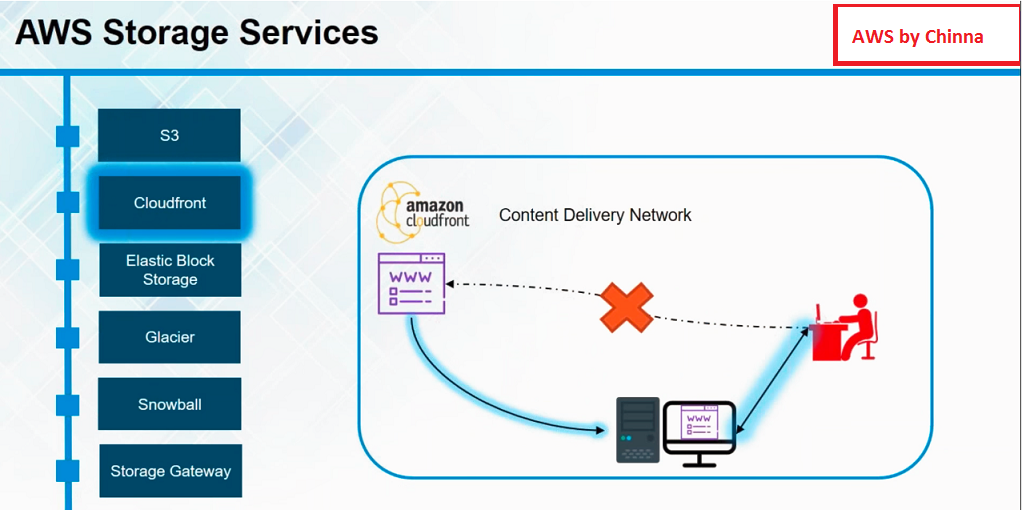 AWS Storage Services
AWS by Chinna
S3
Cloudfront
Elastic Block
Storage
Glacier
Snowball
Storage Gateway
amazon
cloudfront
Content Delivery Network
WWW
WWW